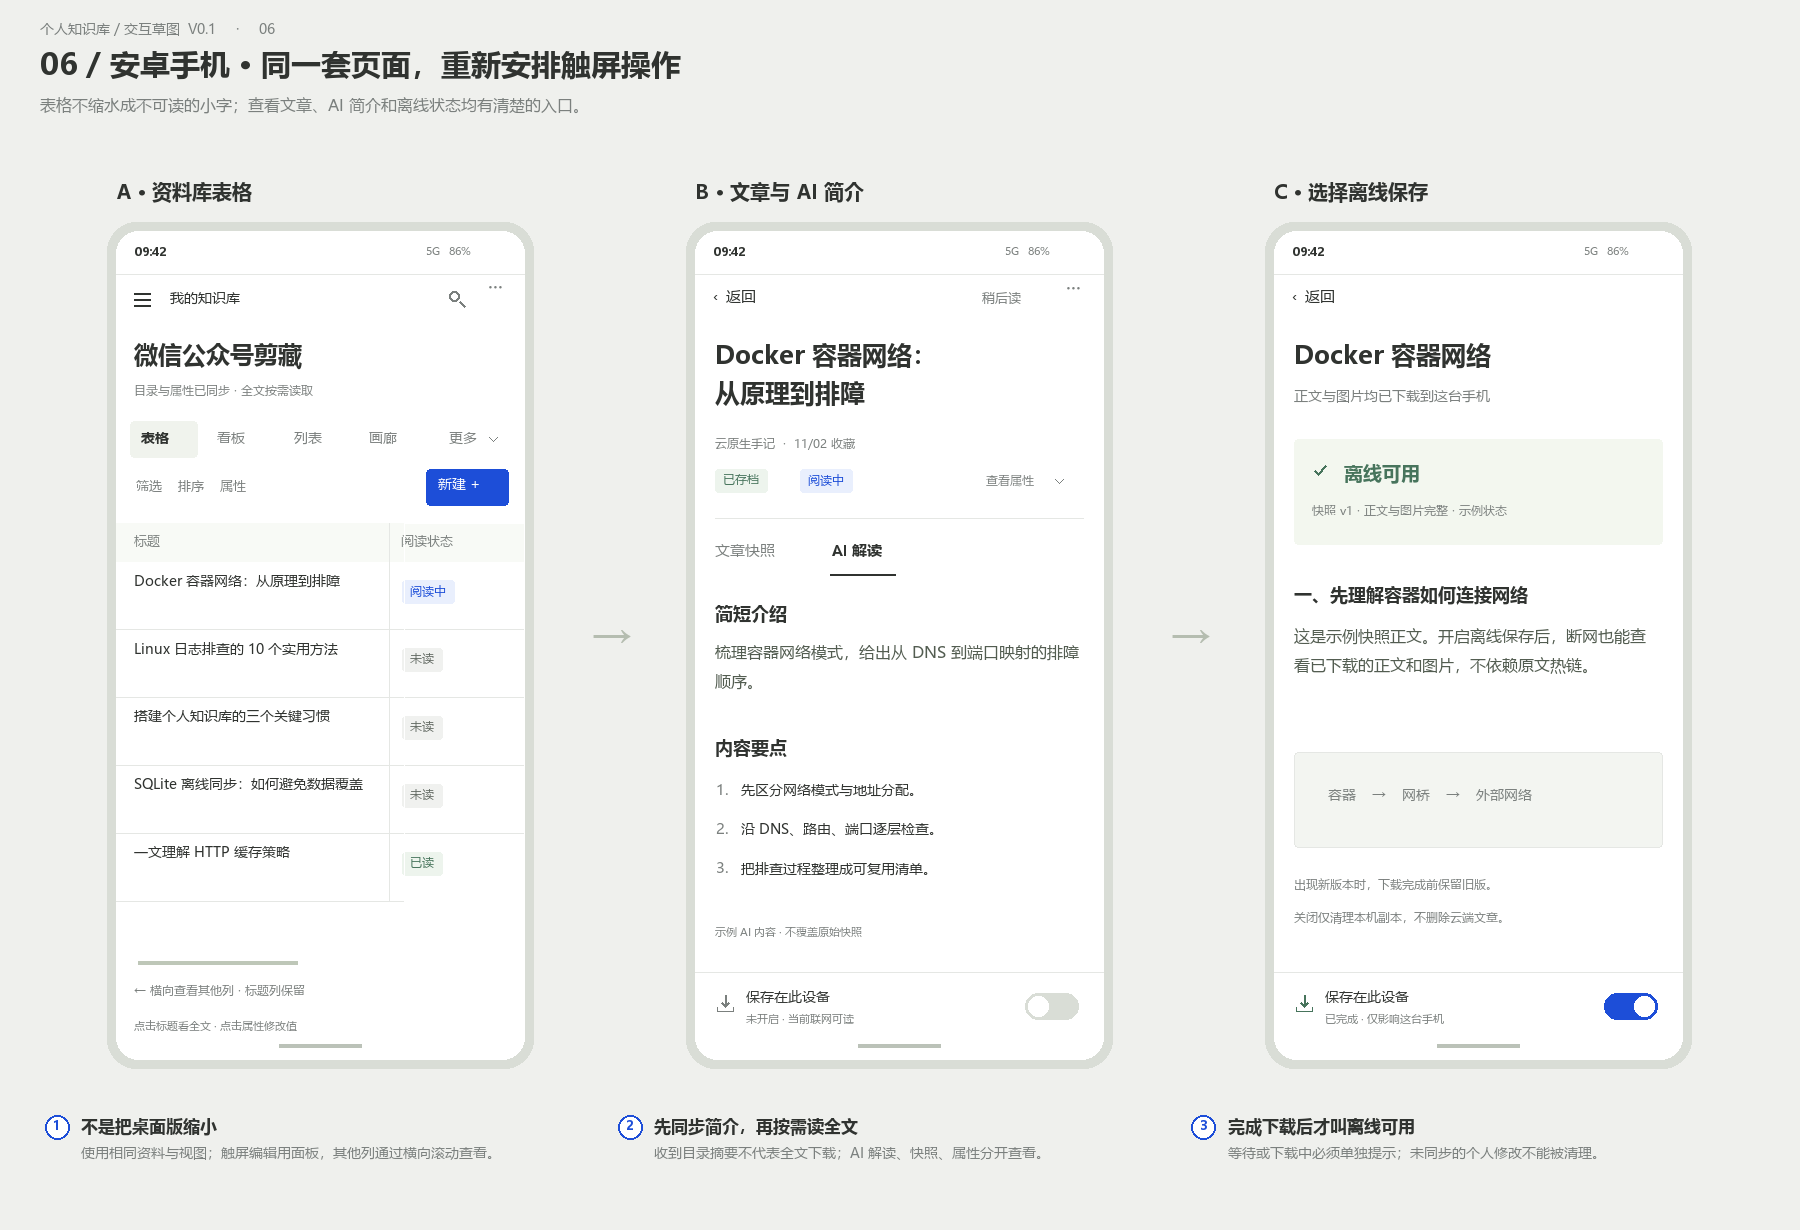 个人知识库 / 交互草图 V0.1 · 06
06 / 安卓手机 • 同一套页面，重新安排触屏操作
表格不缩水成不可读的小字；查看文章、AI 简介和离线状态均有清楚的入口。
A • 资料库表格
09:42 5G 86%
我的知识库 ···
微信公众号剪藏
目录与属性已同步 · 全文按需读取
表格 看板 列表 画廊 更多
筛选 排序 属性 新建 +
标题 阅读状态
Docker 容器网络：从原理到排障 阅读中
Linux 日志排查的 10 个实用方法 未读
搭建个人知识库的三个关键习惯 未读
SQLite 离线同步：如何避免数据覆盖 未读
一文理解 HTTP 缓存策略 已读
← 横向查看其他列 · 标题列保留
点击标题看全文 · 点击属性修改值
→
B • 文章与 AI 简介
09:42 5G 86%
‹ 返回 稍后读 ···
Docker 容器网络：
从原理到排障
云原生手记 · 11/02 收藏
已存档 阅读中 查看属性
文章快照 AI 解读
简短介绍
梳理容器网络模式，给出从 DNS 到端口映射的排障
顺序。
内容要点
1. 先区分网络模式与地址分配。
2. 沿 DNS、路由、端口逐层检查。
3. 把排查过程整理成可复用清单。
示例 AI 内容 · 不覆盖原始快照
保存在此设备
未开启 · 当前联网可读
→
C • 选择离线保存
09:42 5G 86%
‹ 返回
Docker 容器网络
正文与图片均已下载到这台手机
离线可用
快照 v1 · 正文与图片完整 · 示例状态
一、先理解容器如何连接网络
这是示例快照正文。开启离线保存后，断网也能查
看已下载的正文和图片，不依赖原文热链。
容器 → 网桥 → 外部网络
出现新版本时，下载完成前保留旧版。
关闭仅清理本机副本，不删除云端文章。
保存在此设备
已完成 · 仅影响这台手机
1 不是把桌面版缩小
使用相同资料与视图；触屏编辑用面板，其他列通过横向滚动查看。
2 先同步简介，再按需读全文
收到目录摘要不代表全文下载；AI 解读、快照、属性分开查看。
3 完成下载后才叫离线可用
等待或下载中必须单独提示；未同步的个人修改不能被清理。